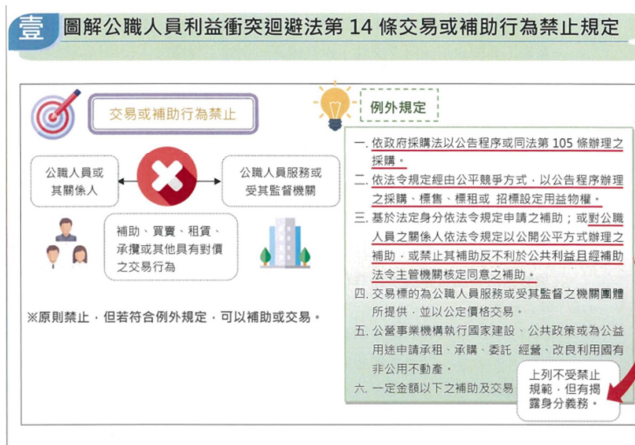 壹 圖解公職人員利益衝突迴避法第 14 條交易或補助行為禁止規定
交易或補助行為禁止
公職人員或
其關係人
公職人員服務或
受其監督機關
補助、買賣、租賃、
承攬或其他具有對價
之交易行為
※原則禁止,但若符合例外規定,可以補助或交易。
例外規定
一. 依政府採購法以公告程序或同法第 105 條辦理之
採購。
二. 依法令規定經由公平競爭方式,以公告程序辦理
之採購、標售、標租或 招標設定用益物權。
三. 基於法定身分依法令規定申請之補助;或對公職
人員之關係人依法令規定以公開公平方式辦理之
補助,或禁止其補助反不利於公共利益且經補助
法令主管機關核定同意之補助。
四. 交易標的為公職人員服務或受其監督之機關團體
所提供,並以公定價格交易。
五. 公營事業機構執行國家建設、公共政策或為公益
用途申請承租、承購、委託 經營、改良利用國有
非公用不動產。
六. 一定金額以下之補助及交易
上列不受禁止
規範,但有揭
露身分義務。